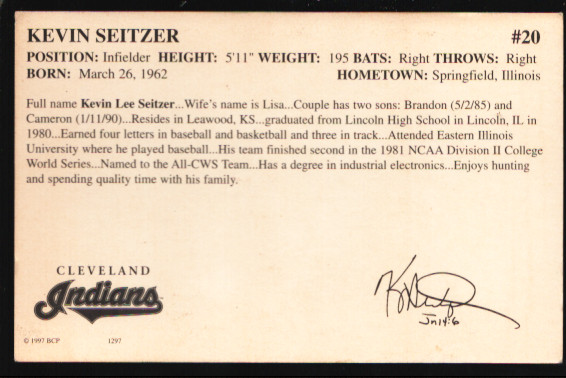 KEVIN SEITZER #20
POSITION: Infielder HEIGHT: 5'11" WEIGHT: 195 BATS: Right THROWS: Right
BORN: March 26, 1962 HOMETOWN: Springfield, Illinois
Full name Kevin Lee Seitzer...Wife's name is Lisa...Couple has two sons: Brandon (5/2/85) and
Cameron (1/11/90)...Resides in Leawood, KS...graduated from Lincoln High School in Lincoln, IL in
1980...Earned four letters in baseball and basketball and three in track...Attended Eastern Illinois
University where he played baseball...His team finished second in the 1981 NCAA Division II College
World Series...Named to the All-CWS Team...Has a degree in industrial electronics...Enjoys hunting
and spending quality time with his family.
CLEVELAND
Indians
Jn 14:6
© 1997 BCP 1297